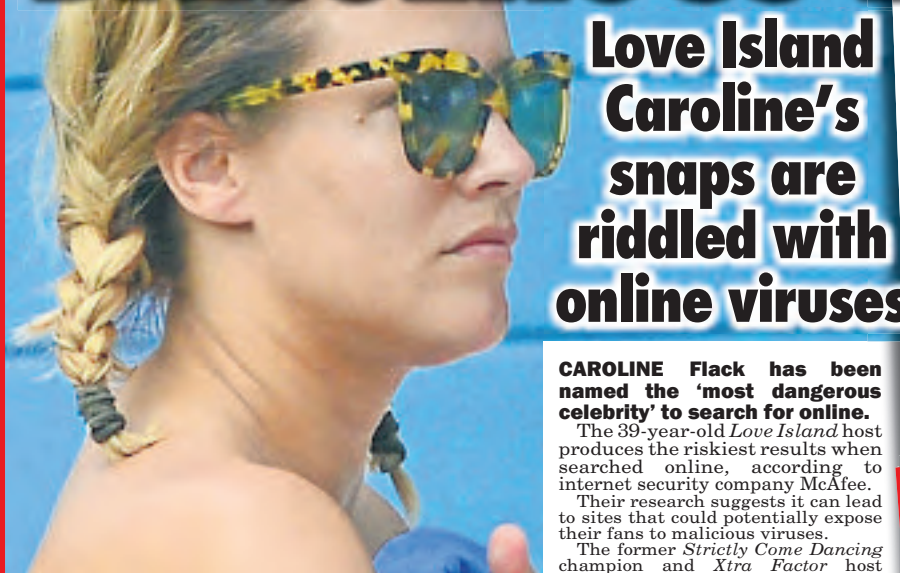 Love Island
Caroline's
snaps are
riddled with
online viruses
CAROLINE Flack has been
named the ‘most dangerous
celebrity’ to search for online.
The 39-year-old Love Island host
produces the riskiest results when
searched online, according to
internet security company McAfee.
Their research suggests it can lead
to sites that could potentially expose
their fans to malicious viruses.
The former Strictly Come Dancing
champion and Xtra Factor host